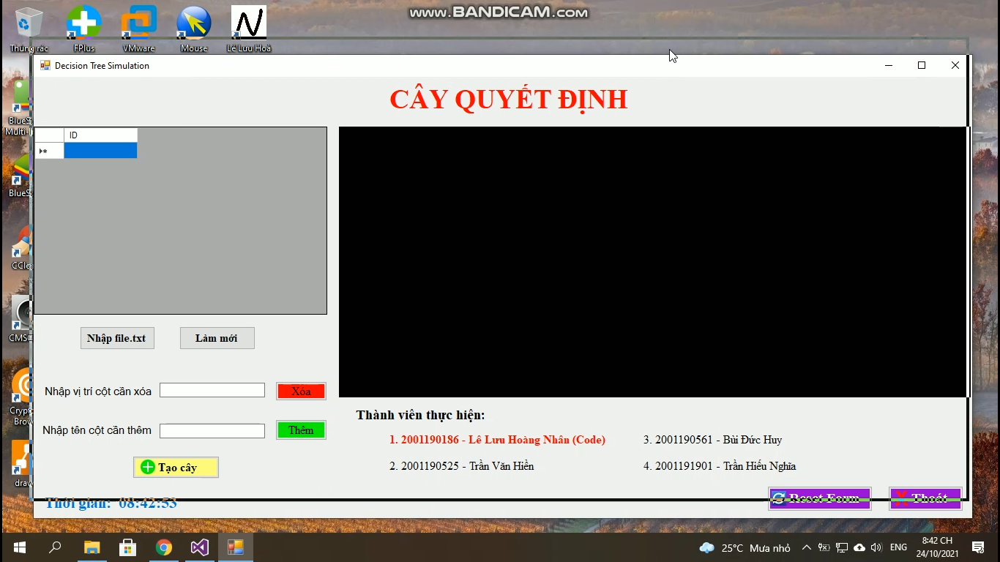 www.BANDICAM.com
Thùng rác
FPlus
VMware
Mouse
Lê Lưu Hoà
BlueS
Multi-I
BlueS
CCle
CMS
Crypt
Brow
draw
Decision Tree Simulation
CÂY QUYẾT ĐỊNH
ID
Nhập file.txt
Làm mới
Nhập vị trí cột cần xóa
Xóa
Nhập tên cột cần thêm
Thêm
Tạo cây
Thành viên thực hiện:
1. 2001190186 - Lê Lưu Hoàng Nhân (Code)
3. 2001190561 - Bùi Đức Huy
2. 2001190525 - Trần Văn Hiền
4. 2001191901 - Trần Hiếu Nghĩa
Thời gian: 08:42:53
Reset Form
Thoát
25°C Mưa nhỏ
ENG
8:42 CH
24/10/2021